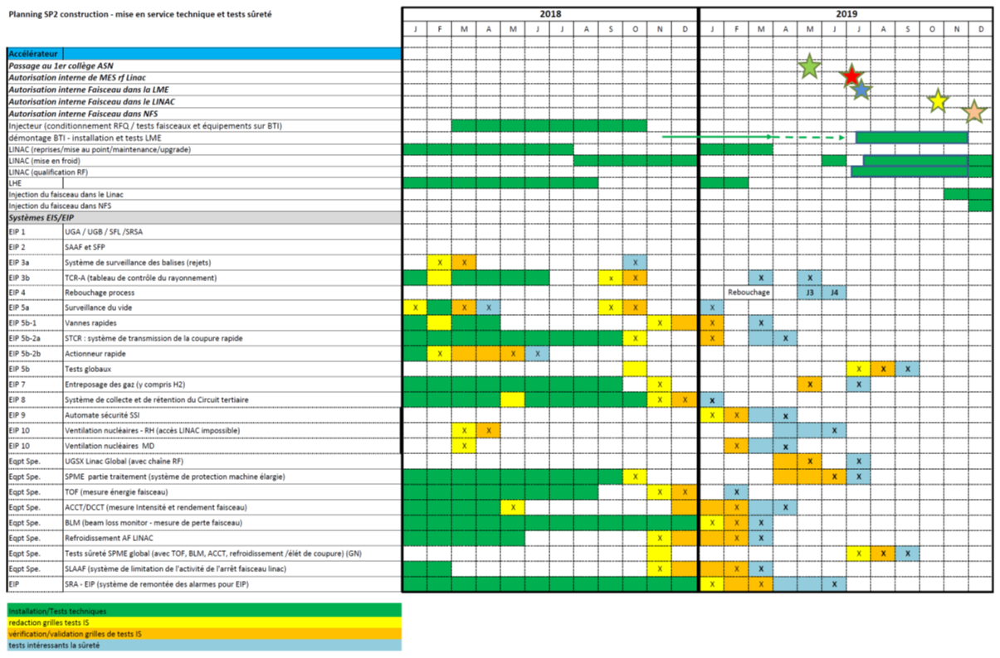 Planning SP2 construction - mise en service technique et tests sûreté
2018 2019
J F M A M J J A S O N D J F M A M J J A S O N D
Accélérateur
Passage au 1er collège ASN
Autorisation interne de MES rf Linac
Autorisation interne Faisceau dans la LME
Autorisation interne Faisceau dans le LINAC
Autorisation interne Faisceau dans NFS
Injecteur (conditionnement RFQ / tests faisceaux et équipements sur BTI)
démontage BTI - installation et tests LME
LINAC (reprises/mise au point/maintenance/upgrade)
LINAC (mise en froid)
LINAC (qualification RF)
LHE
Injection du faisceau dans le Linac
Injection du faisceau dans NFS
Systèmes EIS/EIP
EIP 1 UGA / UGB / SFL /SRSA
EIP 2 SAAF et SFP
EIP 3a Système de surveillance des balises (rejets) X X X
EIP 3b TCR-A (tableau de contrôle du rayonnement) x X X X
EIP 4 Rebouchage process Rebouchage J3 J4
EIP 5a Surveillance du vide X X X X X X
EIP 5b-1 Vannes rapides X X X
EIP 5b-2a STCR : système de transmission de la coupure rapide X X X
EIP 5b-2b Actionneur rapide X X X
EIP 5b Tests globaux X X X
EIP 7 Entreposage des gaz (y compris H2) X X X
EIP 8 Système de collecte et de rétention du Circuit tertiaire X X X
EIP 9 Automate sécurité SSI X X X
EIP 10 Ventilation nucléaires - RH (accès LINAC impossible) X X X
EIP 10 Ventilation nucléaires MD X X X
Eqpt Spe. UGSX Linac Global (avec chaîne RF) X X
Eqpt Spe. SPME partie traitement (système de protection machine élargie) X X X
Eqpt Spe. TOF (mesure énergie faisceau) X X X
Eqpt Spe. ACCT/DCCT (mesure Intensité et rendement faisceau) X X X
Eqpt Spe. BLM (beam loss monitor - mesure de perte faisceau) X X X
Eqpt Spe. Refroidissement AF LINAC X X X
Eqpt Spe. Tests sûreté SPME global (avec TOF, BLM, ACCT, refroidissement /élét de coupure) (GN) X X X
Eqpt Spe. SLAAF (système de limitation de l'activité de l'arrêt faisceau linac) X X X
EIP SRA - EIP (système de remontée des alarmes pour EIP) X X X
Installation/Tests techniques
redaction grilles tests IS
vérification/validation grilles de tests IS
tests intéressants la sûreté